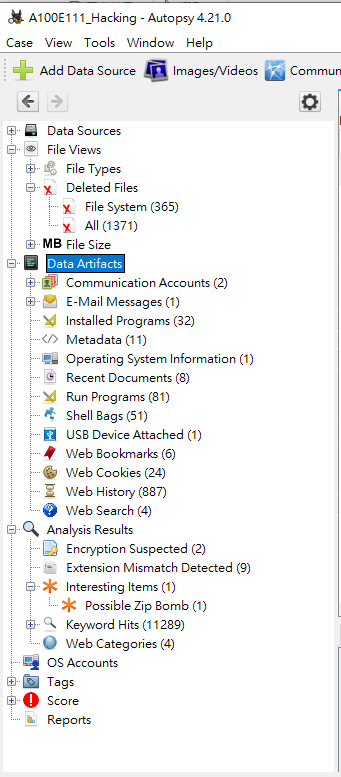 A100E111_Hacking - Autopsy 4.21.0
Case View Tools Window Help
Add Data Source Images/Videos Commun
Data Sources
File Views
File Types
Deleted Files
File System (365)
All (1371)
MB File Size
Data Artifacts
Communication Accounts (2)
E-Mail Messages (1)
Installed Programs (32)
Metadata (11)
Operating System Information (1)
Recent Documents (8)
Run Programs (81)
Shell Bags (51)
USB Device Attached (1)
Web Bookmarks (6)
Web Cookies (24)
Web History (887)
Web Search (4)
Analysis Results
Encryption Suspected (2)
Extension Mismatch Detected (9)
Interesting Items (1)
Possible Zip Bomb (1)
Keyword Hits (11289)
Web Categories (4)
OS Accounts
Tags
Score
Reports